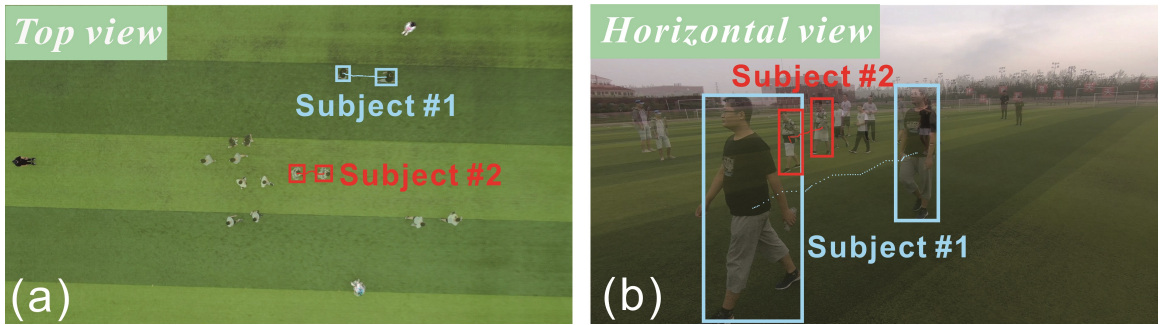 Top view
Subject #1
Subject #2
(a)
Horizontal view
Subject #2
Subject #1
(b)